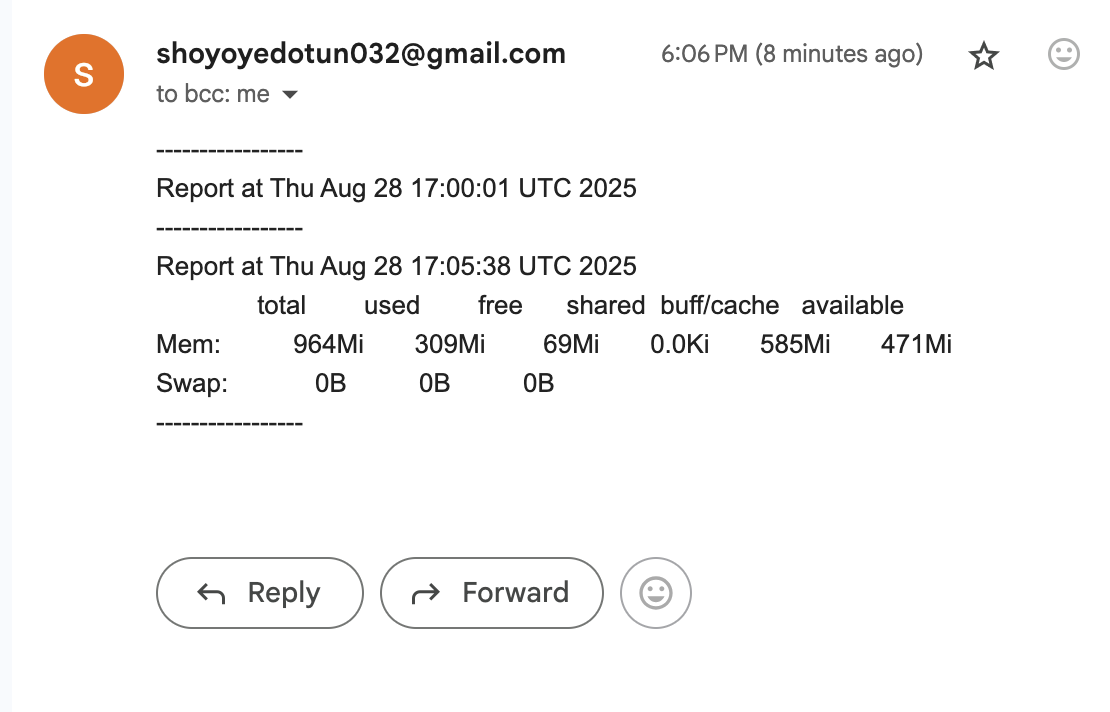 S
shoyoyedotun032@gmail.com 6:06 PM (8 minutes ago)
to bcc: me
-----------------
Report at Thu Aug 28 17:00:01 UTC 2025
-----------------
Report at Thu Aug 28 17:05:38 UTC 2025
total used free shared buff/cache available
Mem: 964Mi 309Mi 69Mi 0.0Ki 585Mi 471Mi
Swap: 0B 0B 0B
-----------------
Reply Forward